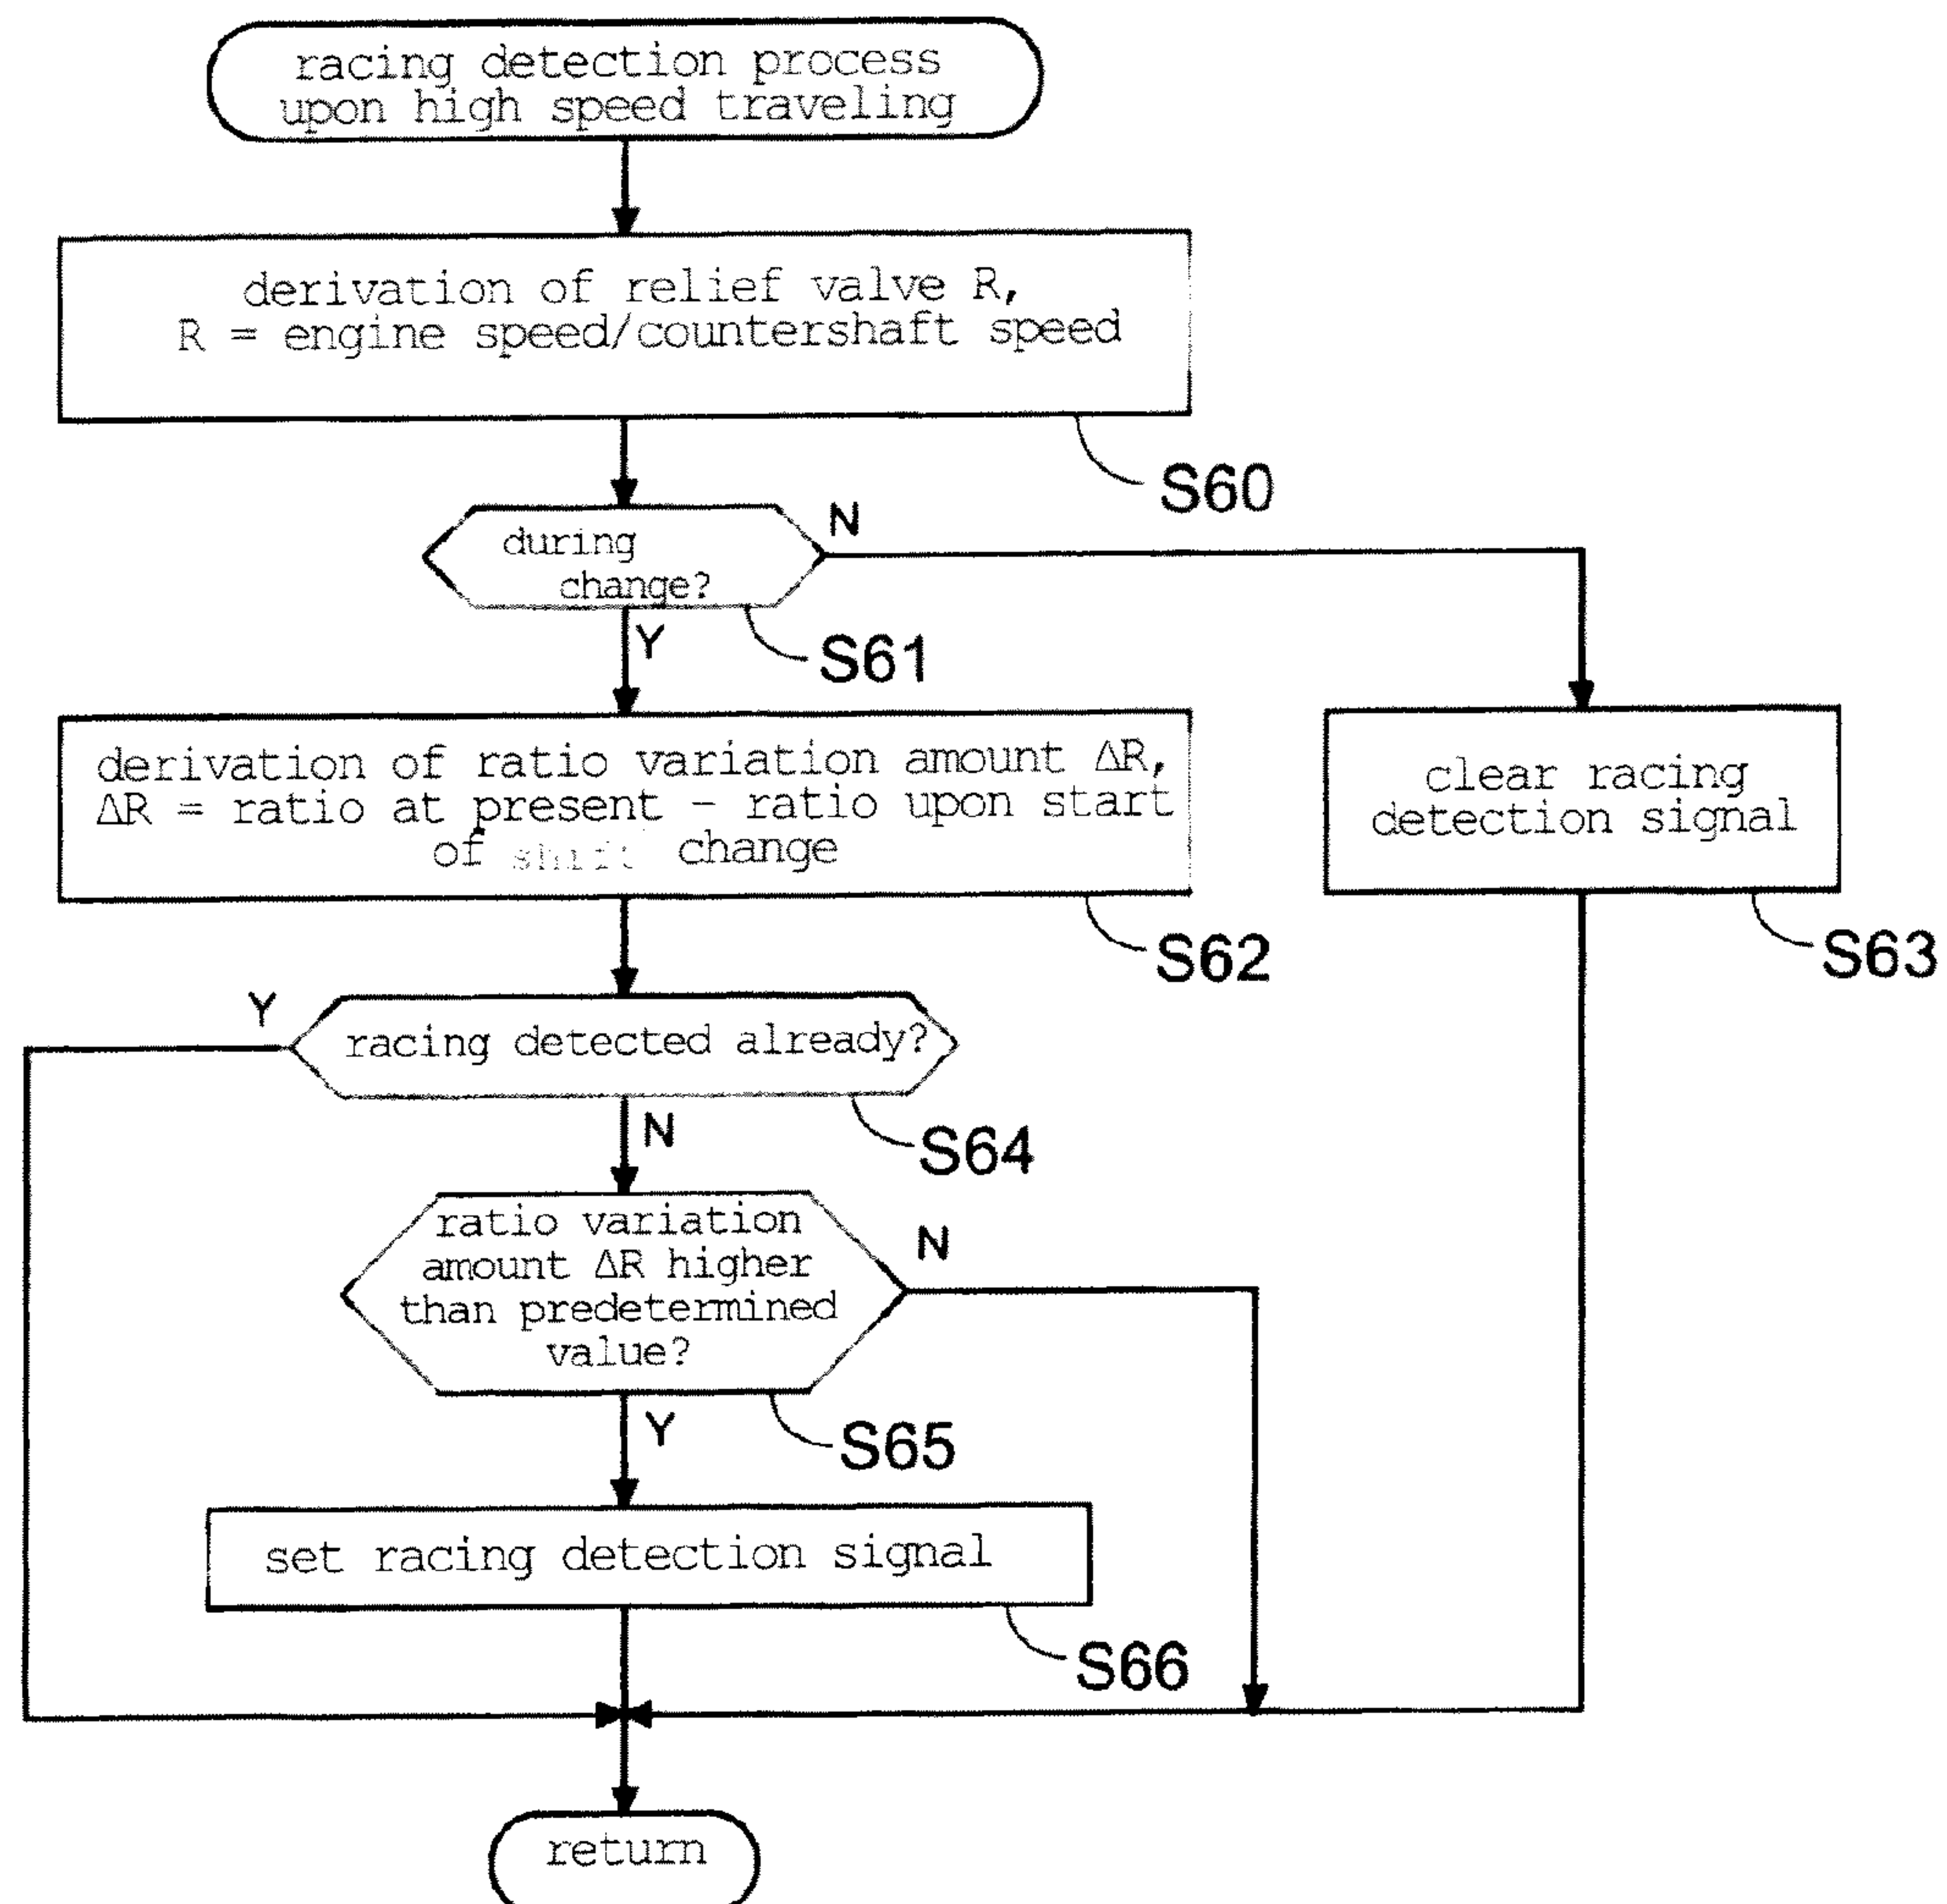 racing detection process
upon high speed traveling
derivation of relief valve R,
R = engine speed/countershaft speed
S60
during
change?
N
Y
S61
derivation of ratio variation amount ΔR,
ΔR = ratio at present - ratio upon start
of shift change
S62
clear racing
detection signal
S63
Y
racing detected already?
N
S64
ratio variation
amount ΔR higher
than predetermined
value?
N
Y
S65
set racing detection signal
S66
return